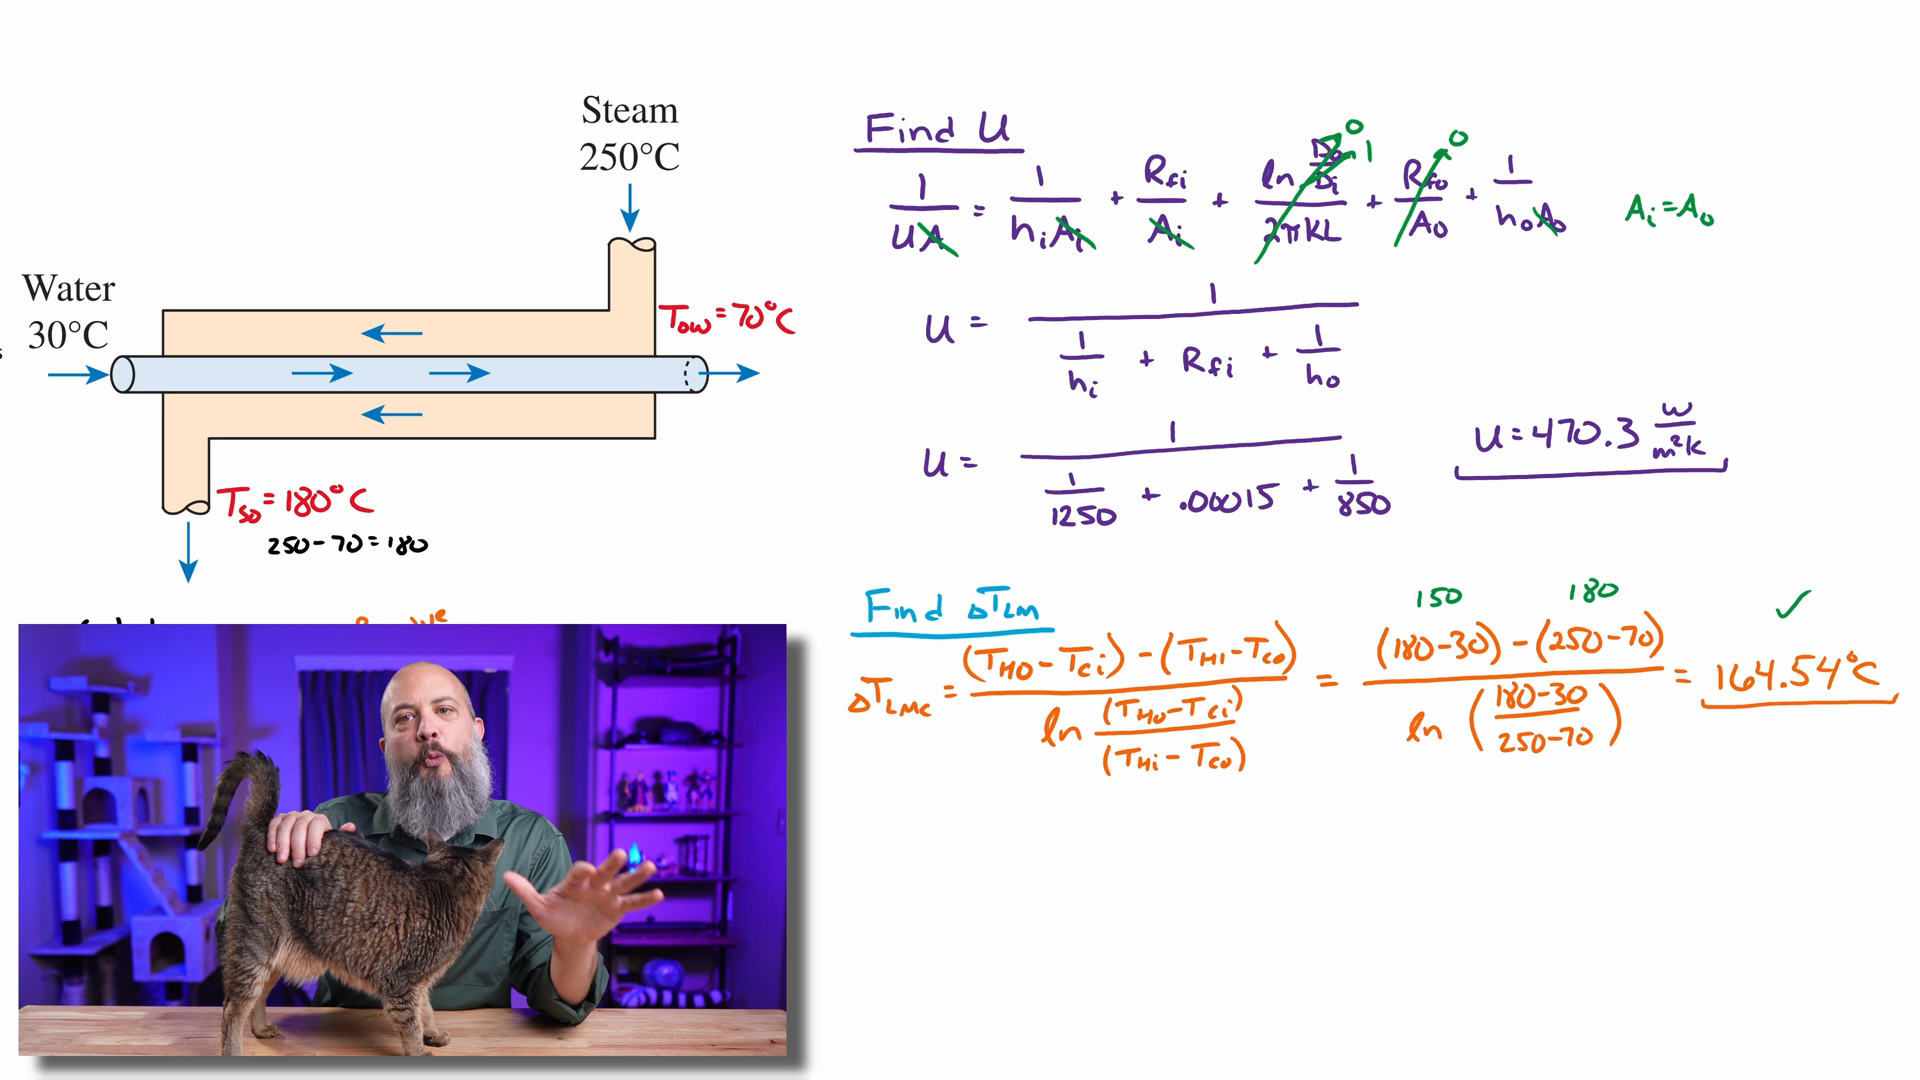 Steam
250°C
Water
30°C
Tow = 70°C
Tso = 180°C
250 - 70 = 180
Find U
1/UA = 1/hiAi + Rfi/Ai + ln Do/Di/2πKL + Rfo/Ao + 1/hoAo
0
1
0
Ai = Ao
U = 1/(1/hi + Rfi + 1/ho)
U = 1/(1/1250 + .00015 + 1/850)
U = 470.3 W/m²K
Find ΔTLM
150 180 ✓
ΔTLMC = (THO - TCi) - (THI - TCO)/ln (THO - TCi)/(THi - TCO) = (180-30) - (250-70)/ln (180-30/250-70) = 164.54°C